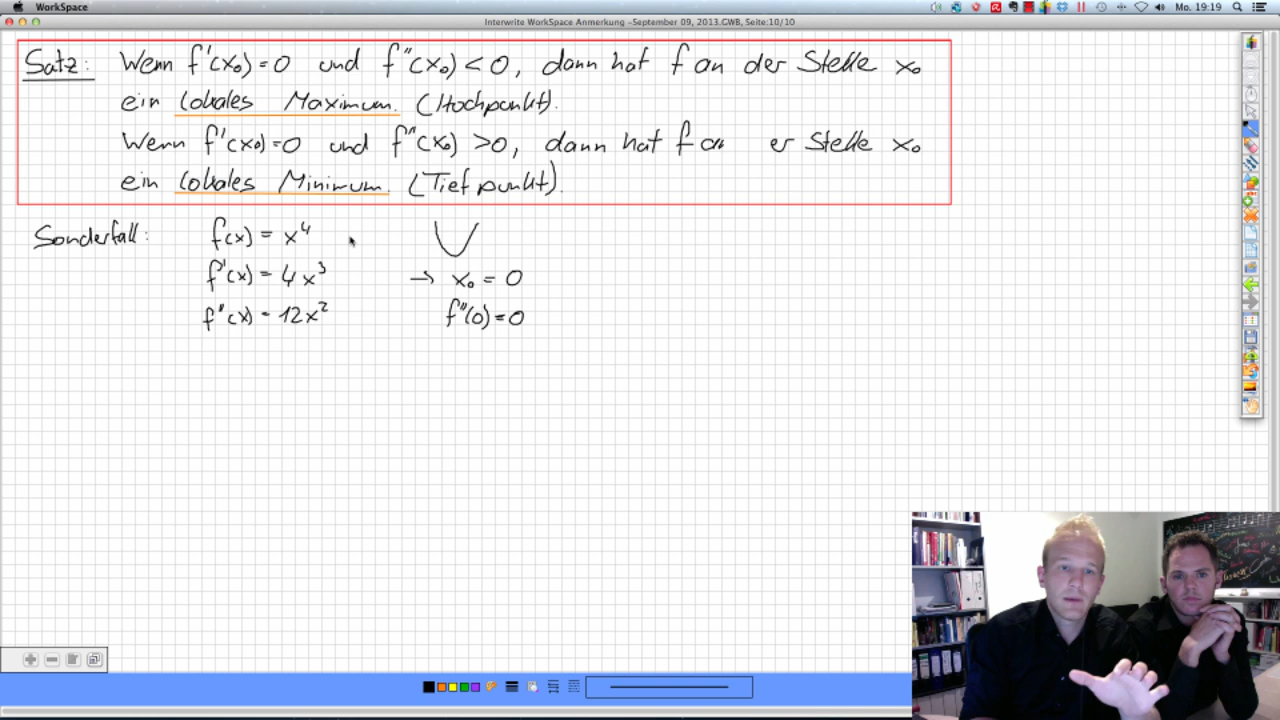 WorkSpace
Mo. 19:19
Interwrite WorkSpace Anmerkung -September 09, 2013.GWB, Seite:10/10
Satz: Wenn f'(x₀)=0 und f"(x₀)<0, dann hat f an der Stelle x₀
ein lokales Maximum. (Hochpunkt).
Wenn f'(x₀)=0 und f"(x₀)>0, dann hat f an er Stelle x₀
ein lokales Minimum. (Tiefpunkt).
Sonderfall: f(x) = x⁴
f'(x) = 4x³ → x₀ = 0
f"(x) = 12x² f"(0)=0